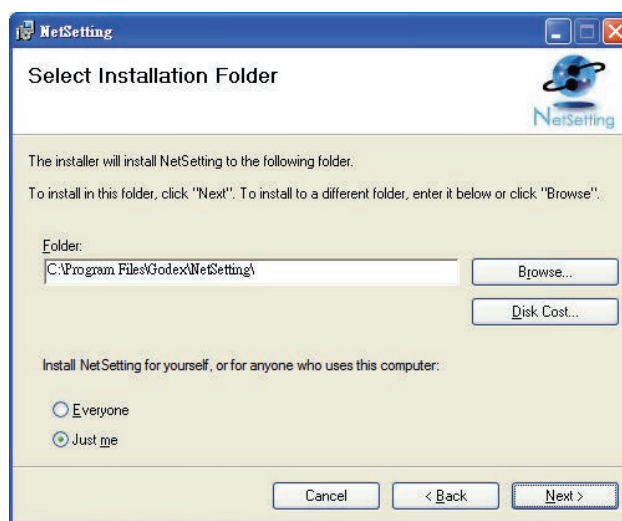 NetSetting
Select Installation Folder
NetSetting
The installer will install NetSetting to the following folder.
To install in this folder, click "Next". To install to a different folder, enter it below or click "Browse".
Folder:
C:\Program Files\Godex\NetSetting\
Browse...
Disk Cost...
Install NetSetting for yourself, or for anyone who uses this computer:
Everyone
Just me
Cancel
< Back
Next >